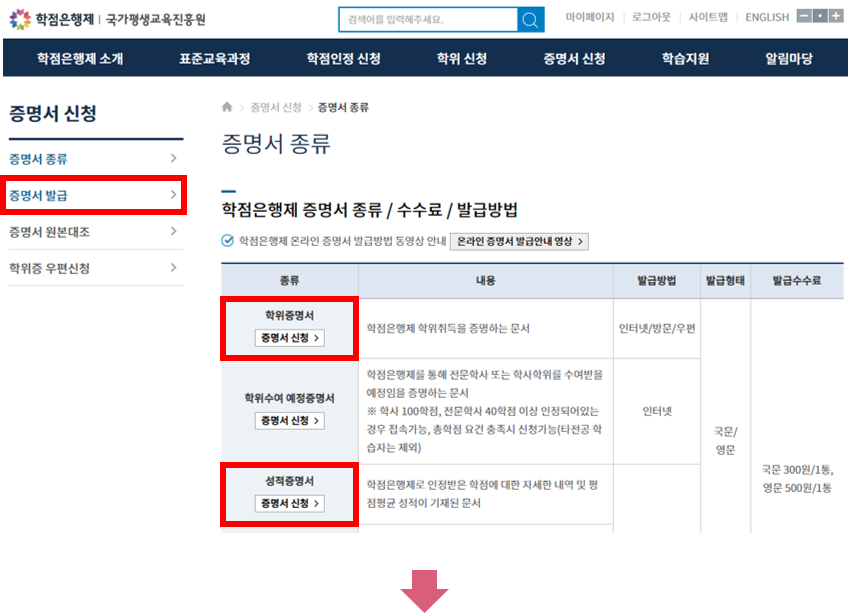 학점은행제 | 국가평생교육진흥원
검색어를 입력해주세요.
마이페이지 | 로그아웃 | 사이트맵 | ENGLISH
학점은행제 소개 표준교육과정 학점인정 신청 학위 신청 증명서 신청 학습지원 알림마당
증명서 신청
증명서 종류
증명서 발급
증명서 원본대조
학위증 우편신청
증명서 신청 > 증명서 종류
증명서 종류
학점은행제 증명서 종류 / 수수료 / 발급방법
학점은행제 온라인 증명서 발급방법 동영상 안내 온라인 증명서 발급안내 영상 >
종류 내용 발급방법 발급형태 발급수수료
학위증명서
증명서 신청 >
학점은행제 학위취득을 증명하는 문서
인터넷/방문/우편
학위수여 예정증명서
증명서 신청 >
학점은행제를 통해 전문학사 또는 학사학위를 수여받을
예정임을 증명하는 문서
※ 학사 100학점, 전문학사 40학점 이상 인정되어있는
경우 접속가능, 총학점 요건 충족시 신청가능(타전공 학
습자는 제외)
인터넷
성적증명서
증명서 신청 >
학점은행제로 인정받은 학점에 대한 자세한 내역 및 평
점평균 성적이 기재된 문서
국문/
영문
국문 300원/1통,
영문 500원/1통